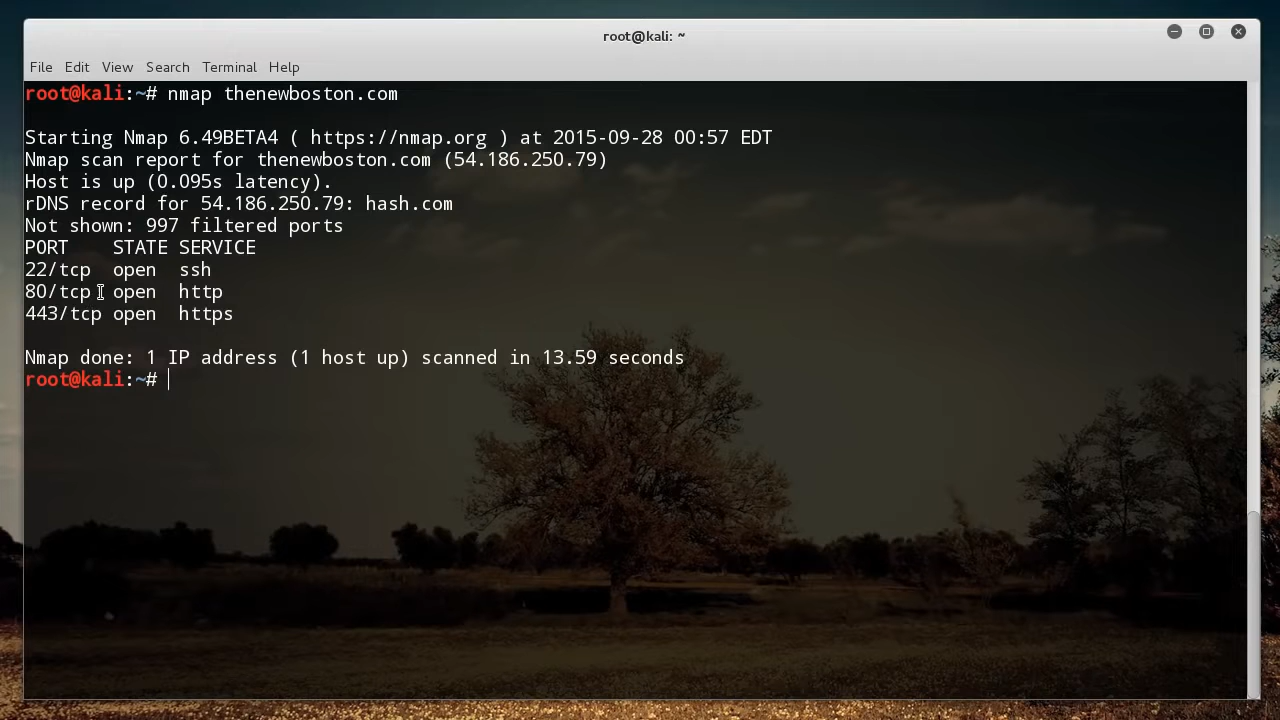 root@kali: ~
File Edit View Search Terminal Help
root@kali:~# nmap thenewboston.com
Starting Nmap 6.49BETA4 ( https://nmap.org ) at 2015-09-28 00:57 EDT
Nmap scan report for thenewboston.com (54.186.250.79)
Host is up (0.095s latency).
rDNS record for 54.186.250.79: hash.com
Not shown: 997 filtered ports
PORT    STATE SERVICE
22/tcp  open  ssh
80/tcp  open  http
443/tcp open  https
Nmap done: 1 IP address (1 host up) scanned in 13.59 seconds
root@kali:~#